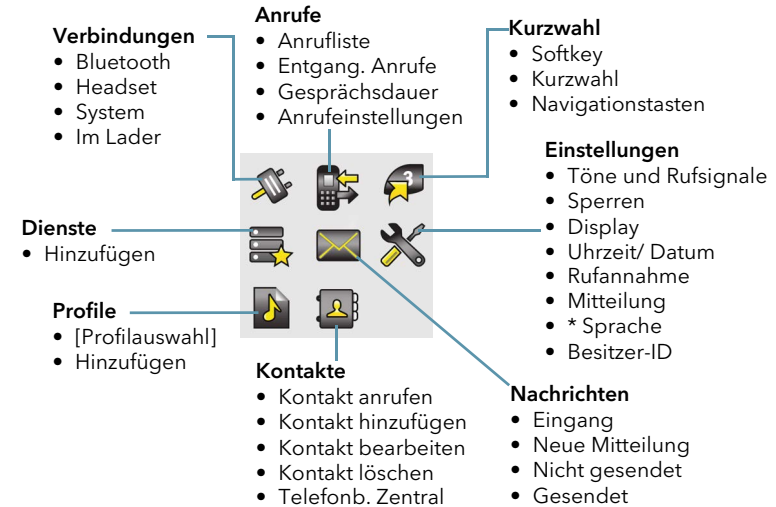 Verbindungen
• Bluetooth
• Headset
• System
• Im Lader
Anrufe
• Anrufliste
• Entgang. Anrufe
• Gesprächsdauer
• Anrufeinstellungen
Kurzwahl
• Softkey
• Kurzwahl
• Navigationstasten
3
Einstellungen
• Töne und Rufsignale
• Sperren
• Display
• Uhrzeit/ Datum
• Rufannahme
• Mitteilung
• * Sprache
• Besitzer-ID
Dienste
• Hinzufügen
Profile
• [Profilauswahl]
• Hinzufügen
Kontakte
• Kontakt anrufen
• Kontakt hinzufügen
• Kontakt bearbeiten
• Kontakt löschen
• Telefonb. Zentral
Nachrichten
• Eingang
• Neue Mitteilung
• Nicht gesendet
• Gesendet